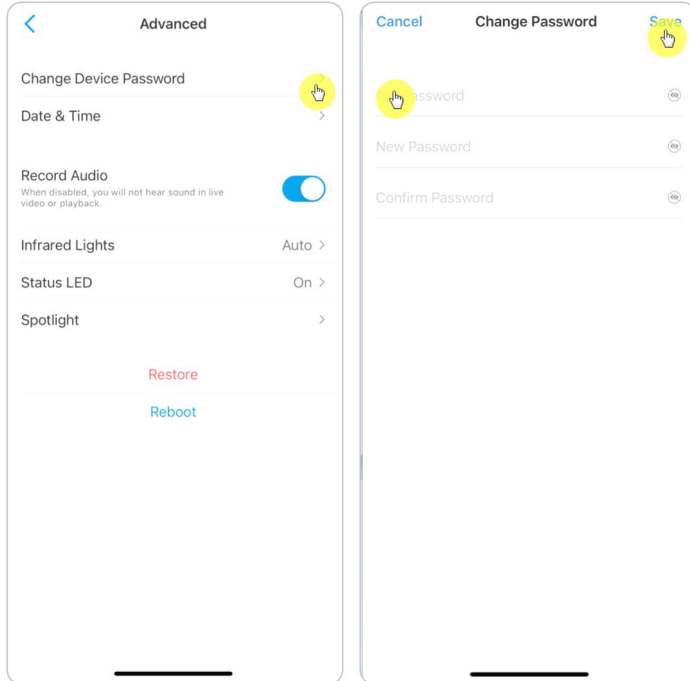 Advanced
Change Device Password
Date & Time
Record Audio
When disabled, you will not hear sound in live
video or playback.
Infrared Lights Auto
Status LED On
Spotlight
Restore
Reboot
Cancel Change Password Save
New Password
Confirm Password